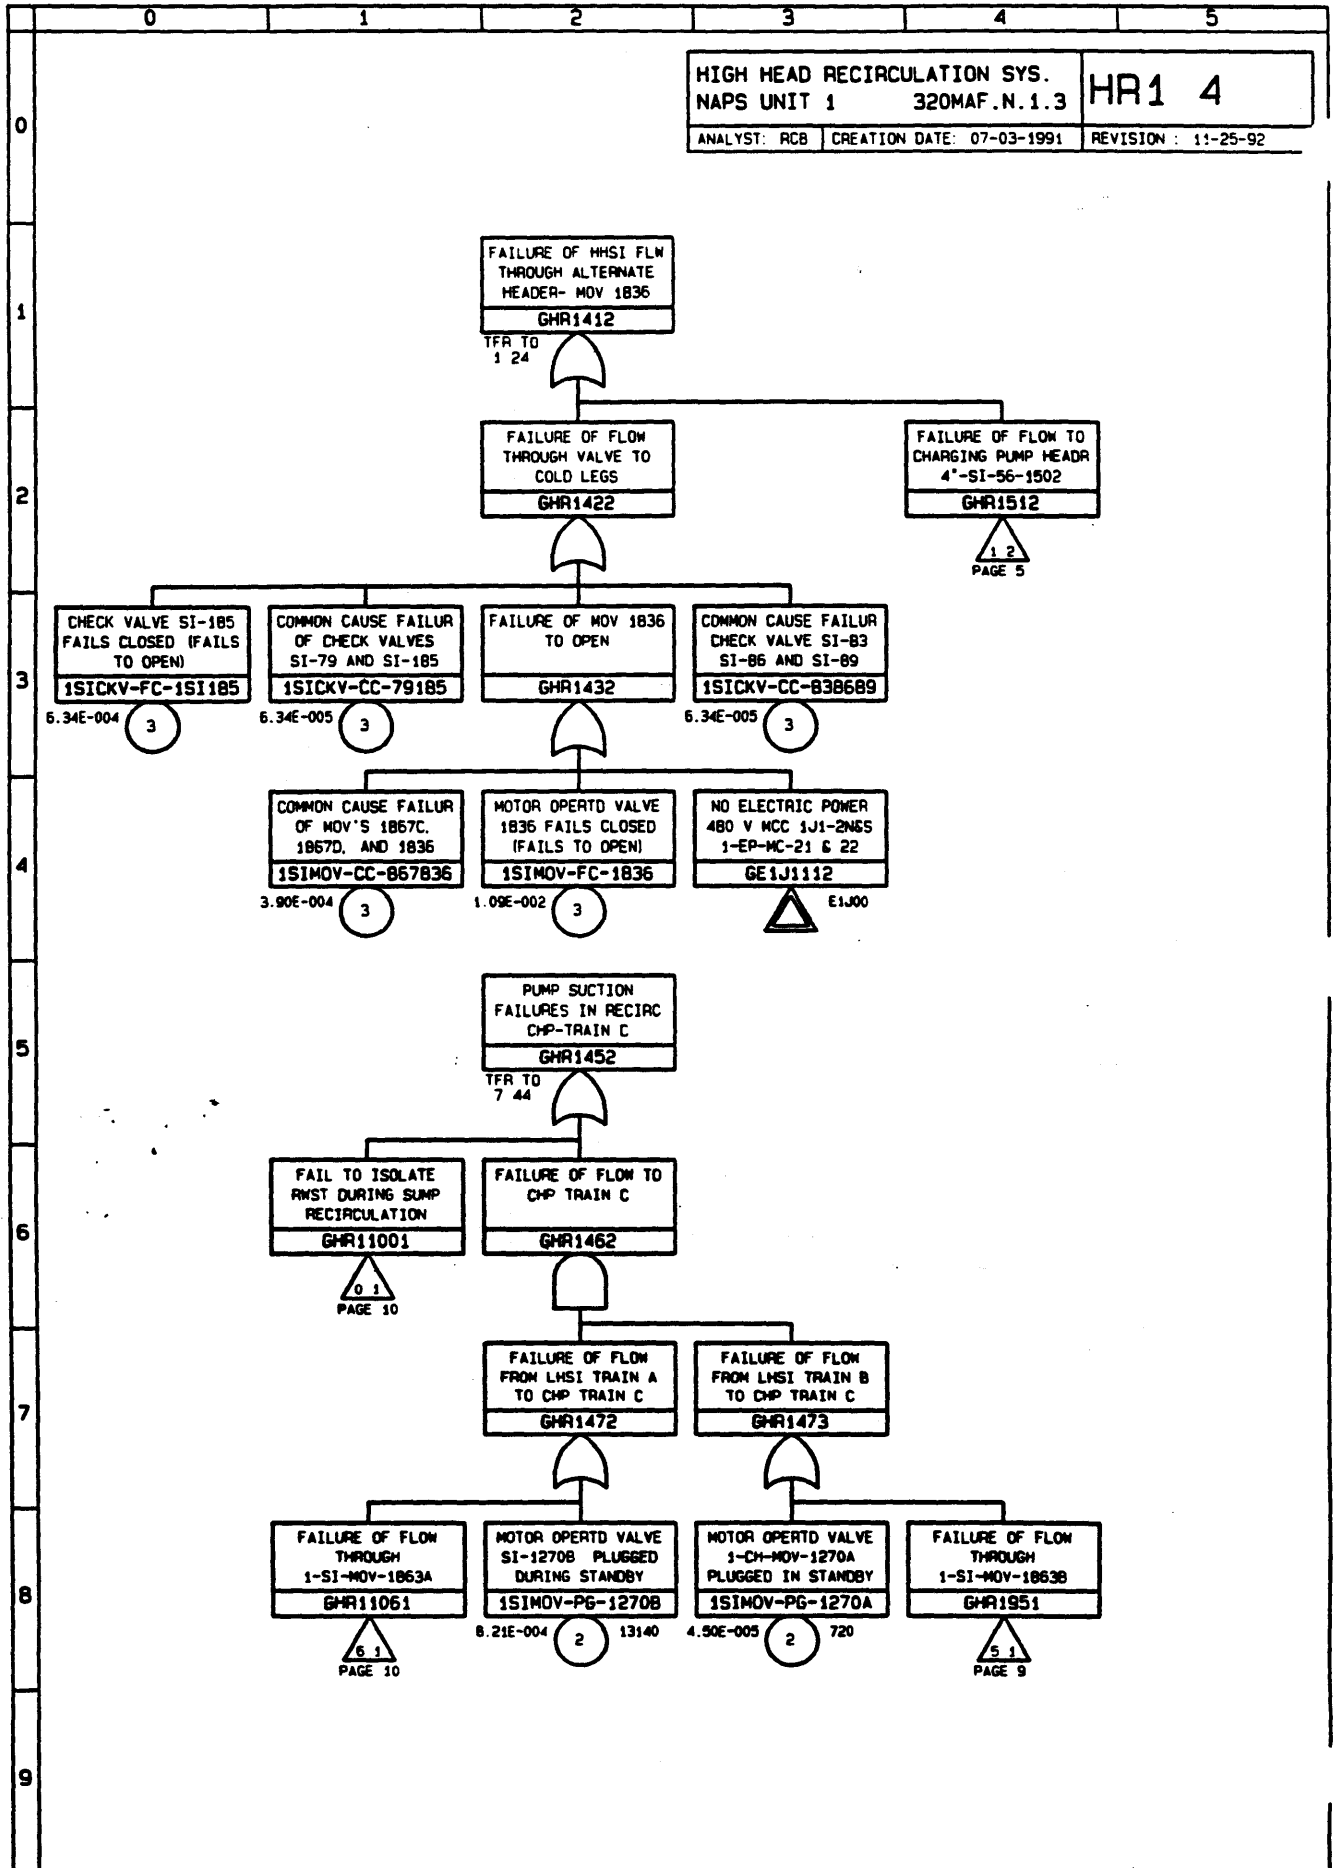 0 1 2 3 4 5
HIGH HEAD RECIRCULATION SYS.
NAPS UNIT 1 320MAF.N.1.3
HR1 4
ANALYST: RCB CREATION DATE: 07-03-1991 REVISION : 11-25-92
0
1
FAILURE OF HHSI FLW
THROUGH ALTERNATE
HEADER- MOV 1836
GHR1412
TFR TO
1 24
2
FAILURE OF FLOW
THROUGH VALVE TO
COLD LEGS
GHR1422
FAILURE OF FLOW TO
CHARGING PUMP HEADR
4"-SI-56-1502
GHR1512
1 2
PAGE 5
3
CHECK VALVE SI-185
FAILS CLOSED (FAILS
TO OPEN)
1SICKV-FC-1SI185
6.34E-004
3
COMMON CAUSE FAILUR
OF CHECK VALVES
SI-79 AND SI-185
1SICKV-CC-79185
6.34E-005
3
FAILURE OF MOV 1836
TO OPEN
GHR1432
COMMON CAUSE FAILUR
CHECK VALVE SI-83
SI-86 AND SI-89
1SICKV-CC-838689
6.34E-005
3
4
COMMON CAUSE FAILUR
OF MOV'S 1867C,
1867D, AND 1836
1SIMOV-CC-867836
3.90E-004
3
MOTOR OPERTD VALVE
1836 FAILS CLOSED
(FAILS TO OPEN)
1SIMOV-FC-1836
1.09E-002
3
NO ELECTRIC POWER
480 V MCC 1J1-2N&S
1-EP-MC-21 & 22
GE1J1112
E1J00
5
PUMP SUCTION
FAILURES IN RECIRC
CHP-TRAIN C
GHR1452
TFR TO
7 44
6
FAIL TO ISOLATE
RWST DURING SUMP
RECIRCULATION
GHR11001
0 1
PAGE 10
FAILURE OF FLOW TO
CHP TRAIN C
GHR1462
7
FAILURE OF FLOW
FROM LHSI TRAIN A
TO CHP TRAIN C
GHR1472
FAILURE OF FLOW
FROM LHSI TRAIN B
TO CHP TRAIN C
GHR1473
8
FAILURE OF FLOW
THROUGH
1-SI-MOV-1863A
GHR11061
6 1
PAGE 10
MOTOR OPERTD VALVE
SI-1270B PLUGGED
DURING STANDBY
1SIMOV-PG-1270B
8.21E-004
2
13140
MOTOR OPERTD VALVE
1-CH-MOV-1270A
PLUGGED IN STANDBY
1SIMOV-PG-1270A
4.50E-005
2
720
FAILURE OF FLOW
THROUGH
1-SI-MOV-1863B
GHR1951
5 1
PAGE 9
9